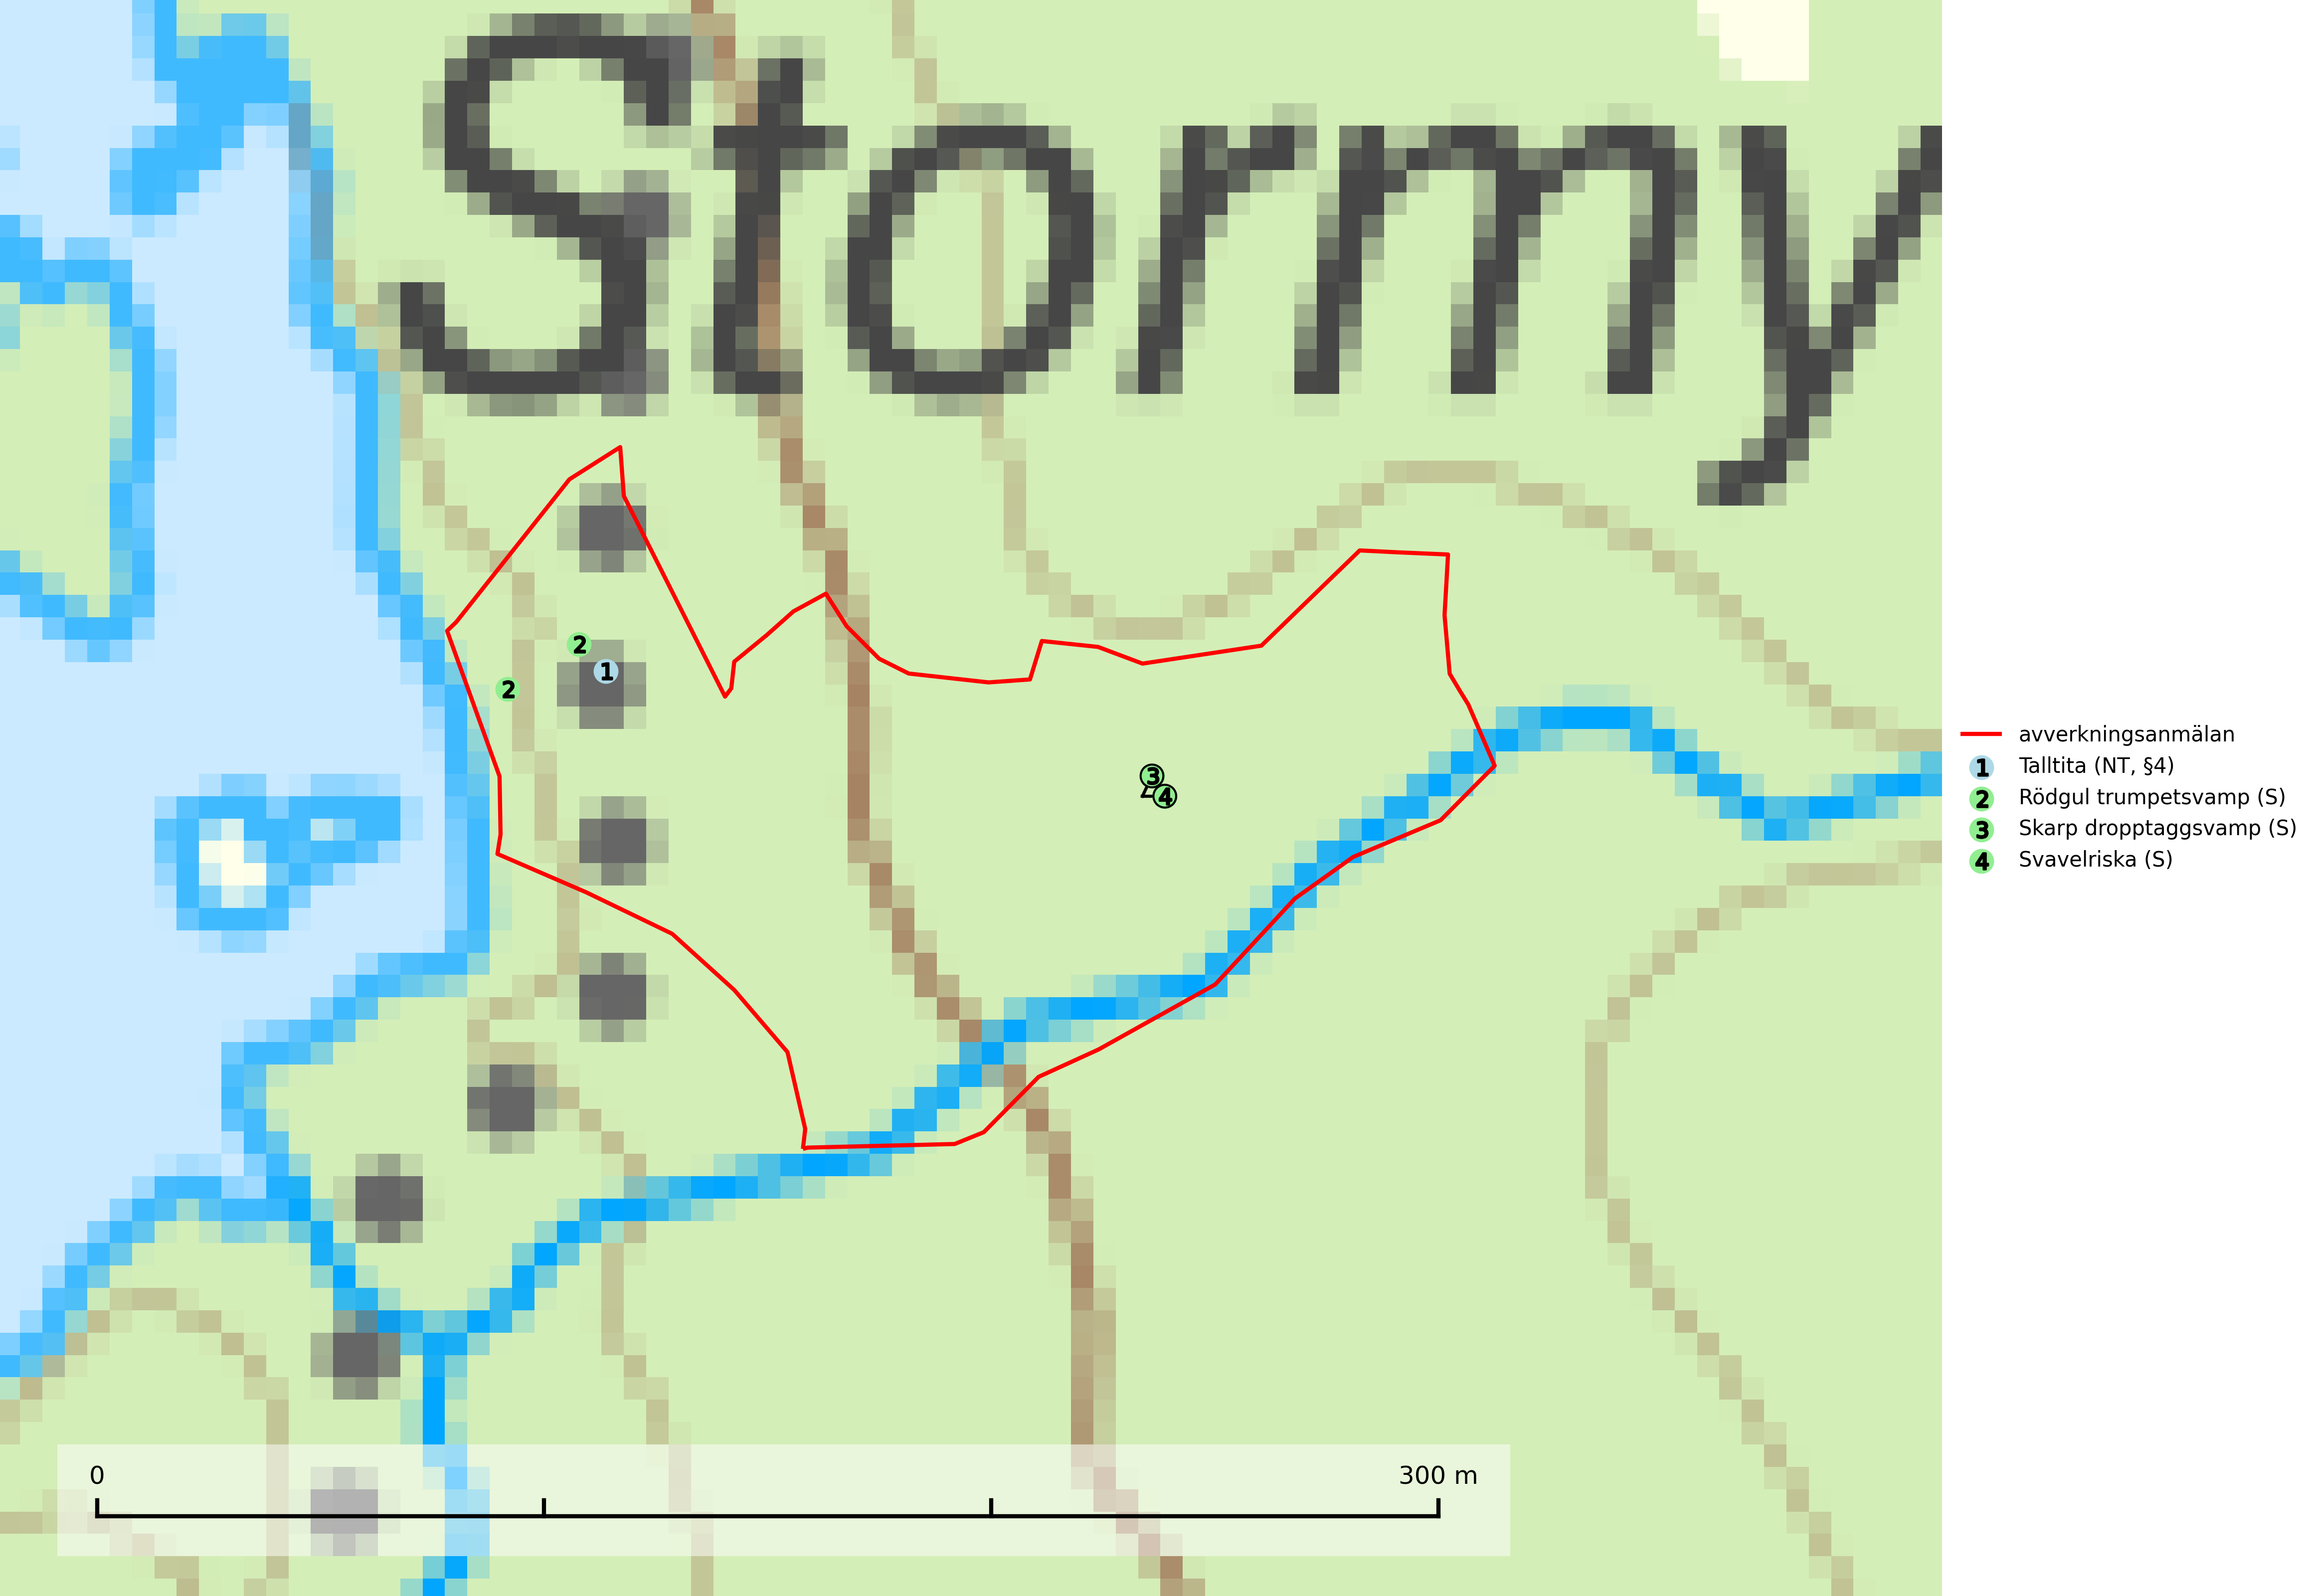 Stormy
2
1
2
3
4
0 300 m
avverkningsanmälan
1 Talltita (NT, §4)
2 Rödgul trumpetsvamp (S)
3 Skarp dropptaggsvamp (S)
4 Svavelriska (S)